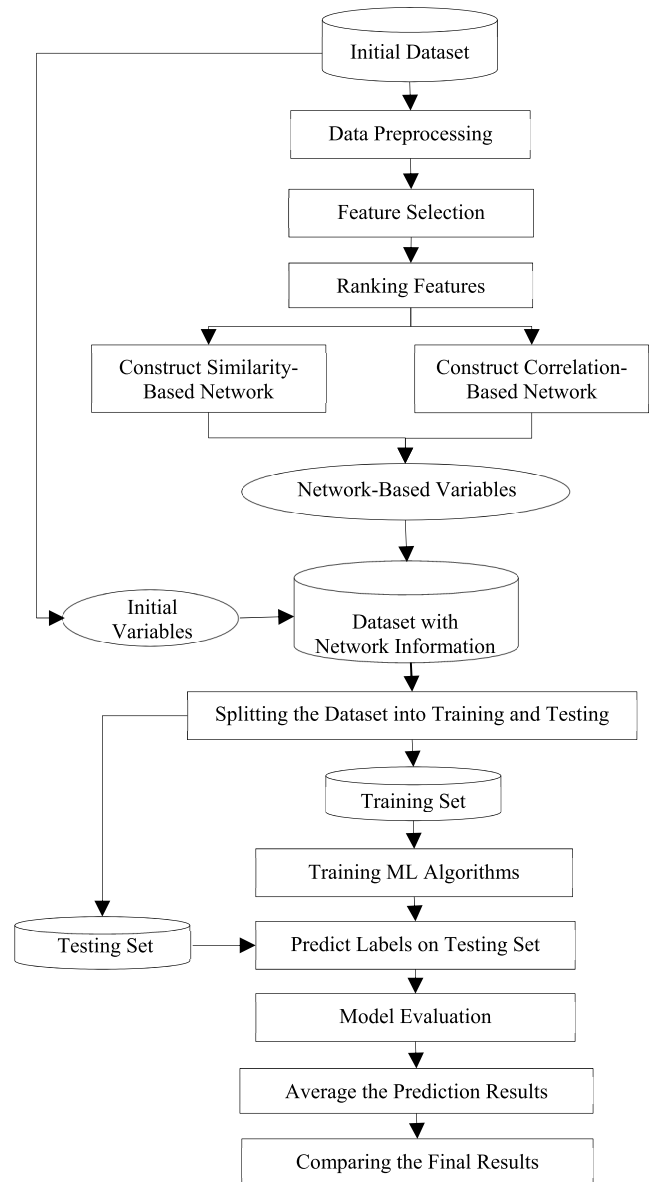 Initial Dataset
Data Preprocessing
Feature Selection
Ranking Features
Construct Similarity-
Based Network
Construct Correlation-
Based Network
Network-Based Variables
Initial
Variables
Dataset with
Network Information
Splitting the Dataset into Training and Testing
Training Set
Training ML Algorithms
Testing Set
Predict Labels on Testing Set
Model Evaluation
Average the Prediction Results
Comparing the Final Results